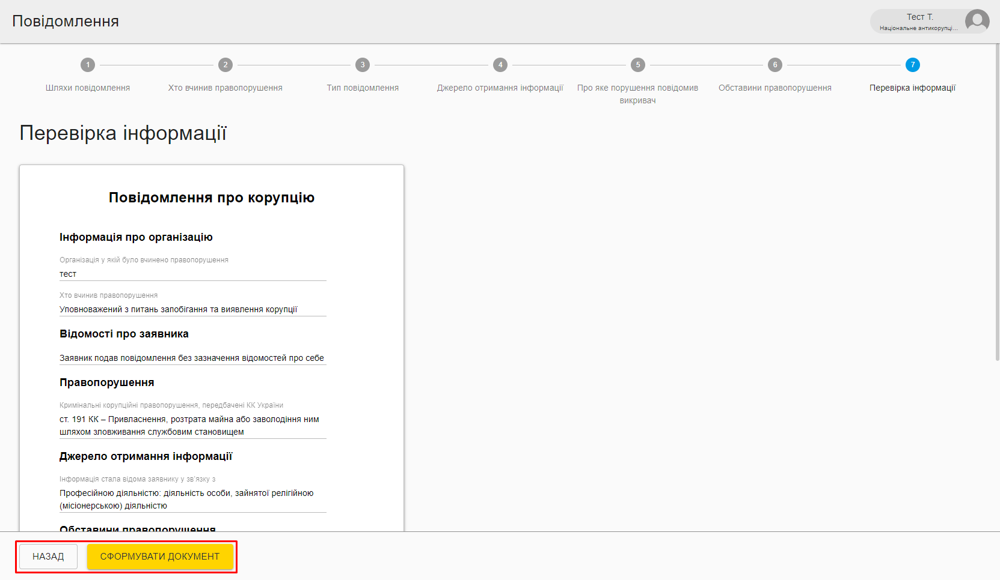 Повідомлення
Тест Т.
Національне антикорупці...
1
2
3
4
5
6
7
Шляхи повідомлення
Хто вчинив правопорушення
Тип повідомлення
Джерело отримання інформації
Про яке порушення повідомив
викривач
Обставини правопорушення
Перевірка інформації
Перевірка інформації
Повідомлення про корупцію
Інформація про організацію
Організація у якій було вчинено правопорушення
тест
Хто вчинив правопорушення
Уповноважений з питань запобігання та виявлення корупції
Відомості про заявника
Заявник подав повідомлення без зазначення відомостей про себе
Правопорушення
Кримінальні корупційні правопорушення, передбачені КК України
ст. 191 КК – Привласнення, розтрата майна або заволодіння ним
шляхом зловживання службовим становищем
Джерело отримання інформації
Інформація стала відома заявнику у зв'язку з
Професійною діяльністю: діяльність особи, зайнятої релігійною
(місіонерською) діяльністю
Обставини правопорушення
НАЗАД
СФОРМУВАТИ ДОКУМЕНТ